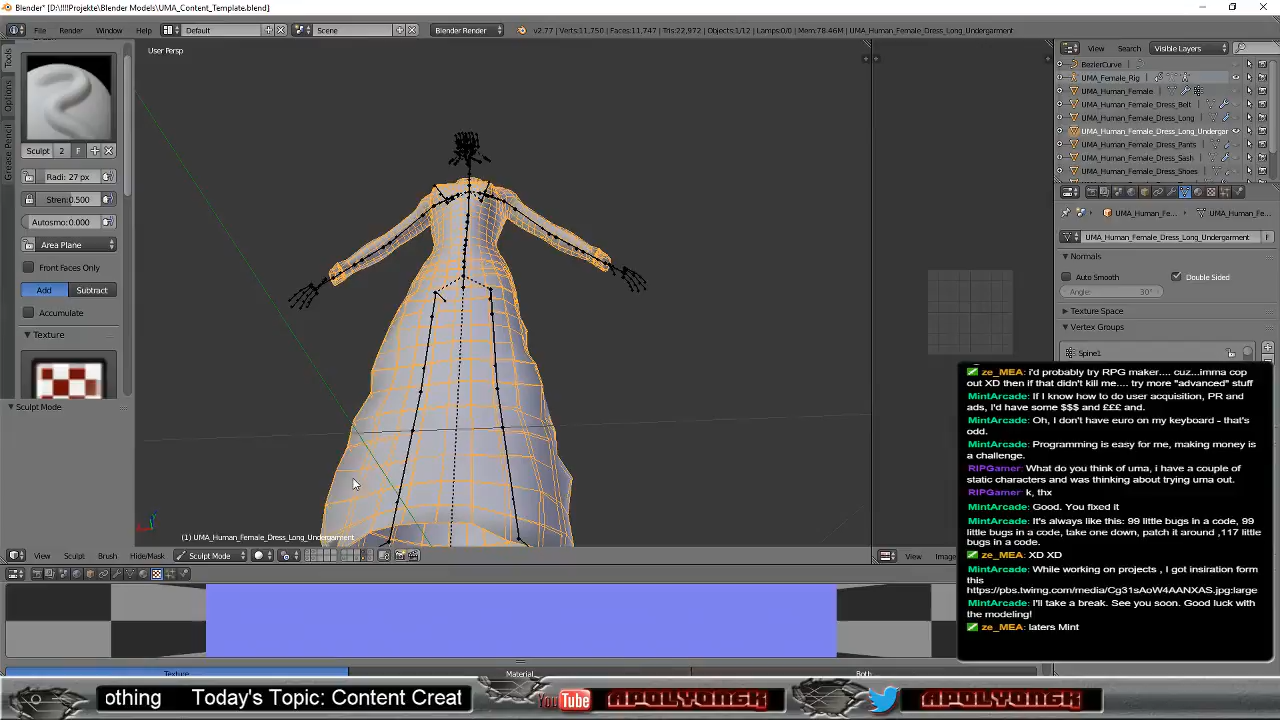 Blender* [D:\!!!!Projekte\Blender Models\UMA_Content_Template.blend]
File Render Window Help Default Scene Blender Render v2.77 | Verts:11,750 | Faces:11,747 | Tris:22,972 | Objects:1/12 | Lamps:0/0 | Mem:78.46M | UMA_Human_Female_Dress_Long_Undergarment
View Search Visible Layers
User Persp
Tools
Options
Grease Pencil
Sculpt 2 F
Radi: 27 px
Stren:0.500
Autosmo:0.000
Area Plane
Front Faces Only
Add Subtract
Accumulate
Texture
Sculpt Mode
BezierCurve
UMA_Female_Rig
UMA_Human_Female
UMA_Human_Female_Dress_Belt
UMA_Human_Female_Dress_Long
UMA_Human_Female_Dress_Long_Undergar
UMA_Human_Female_Dress_Pants
UMA_Human_Female_Dress_Sash
UMA_Human_Female_Dress_Shoes
UMA_Human_Fe... UMA_Human_Fe...
UMA_Human_Female_Dress_Long_Undergarment F
Normals
Auto Smooth Double Sided
Angle: 30°
Texture Space
Vertex Groups
Spine1
ze_MEA: i'd probably try RPG maker.... cuz...imma cop
out XD then if that didn't kill me.... try more "advanced" stuff
MintArcade: If I know how to do user acquisition, PR and
ads, I'd have some $$$ and £££ and.
MintArcade: Oh, I don't have euro on my keyboard - that's
odd.
MintArcade: Programming is easy for me, making money is
a challenge.
RIPGamer: What do you think of uma, i have a couple of
static characters and was thinking about trying uma out.
RIPGamer: k, thx
MintArcade: Good. You fixed it
MintArcade: It's always like this: 99 little bugs in a code, 99
little bugs in a code, take one down, patch it around ,117 little
bugs in a code.
ze_MEA: XD XD
MintArcade: While working on projects , I got insiration form
this
https://pbs.twimg.com/media/Cg31sAoW4AANXAS.jpg:large
MintArcade: I'll take a break. See you soon. Good luck with
the modeling!
ze_MEA: laters Mint
(1) UMA_Human_Female_Dress_Long_Undergarment
View Sculpt Brush Hide/Mask Sculpt Mode
View Image
Texture Material Both
othing Today's Topic: Content Creat
YouTube APOLYONGK APOLYONGK